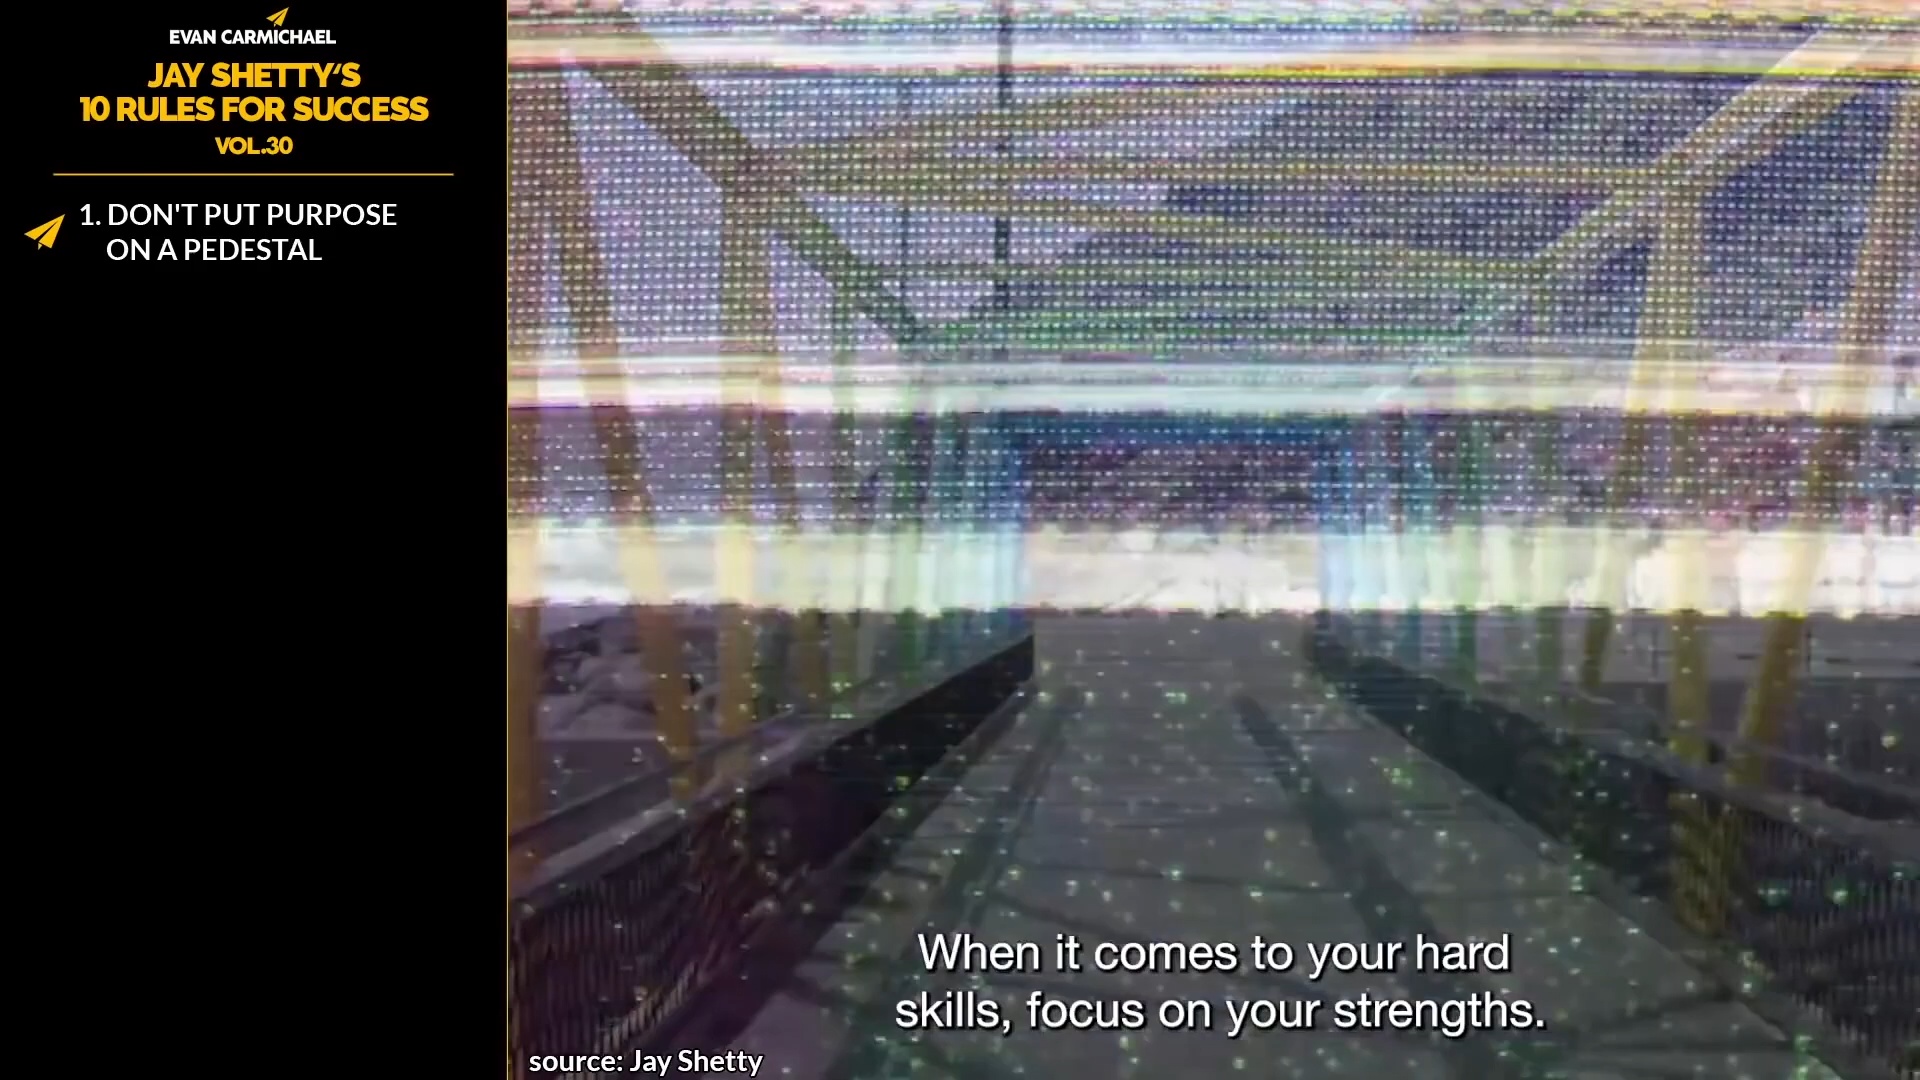 EVAN CARMICHAEL
JAY SHETTY'S
10 RULES FOR SUCCESS
VOL.30
1. DON'T PUT PURPOSE
ON A PEDESTAL
When it comes to your hard
skills, focus on your strengths.
source: Jay Shetty